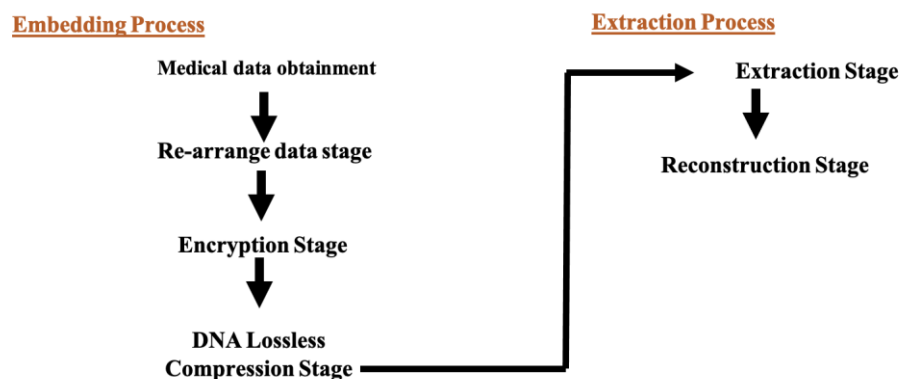 Embedding Process
Medical data obtainment
Re-arrange data stage
Encryption Stage
DNA Lossless
Compression Stage
Extraction Process
Extraction Stage
Reconstruction Stage